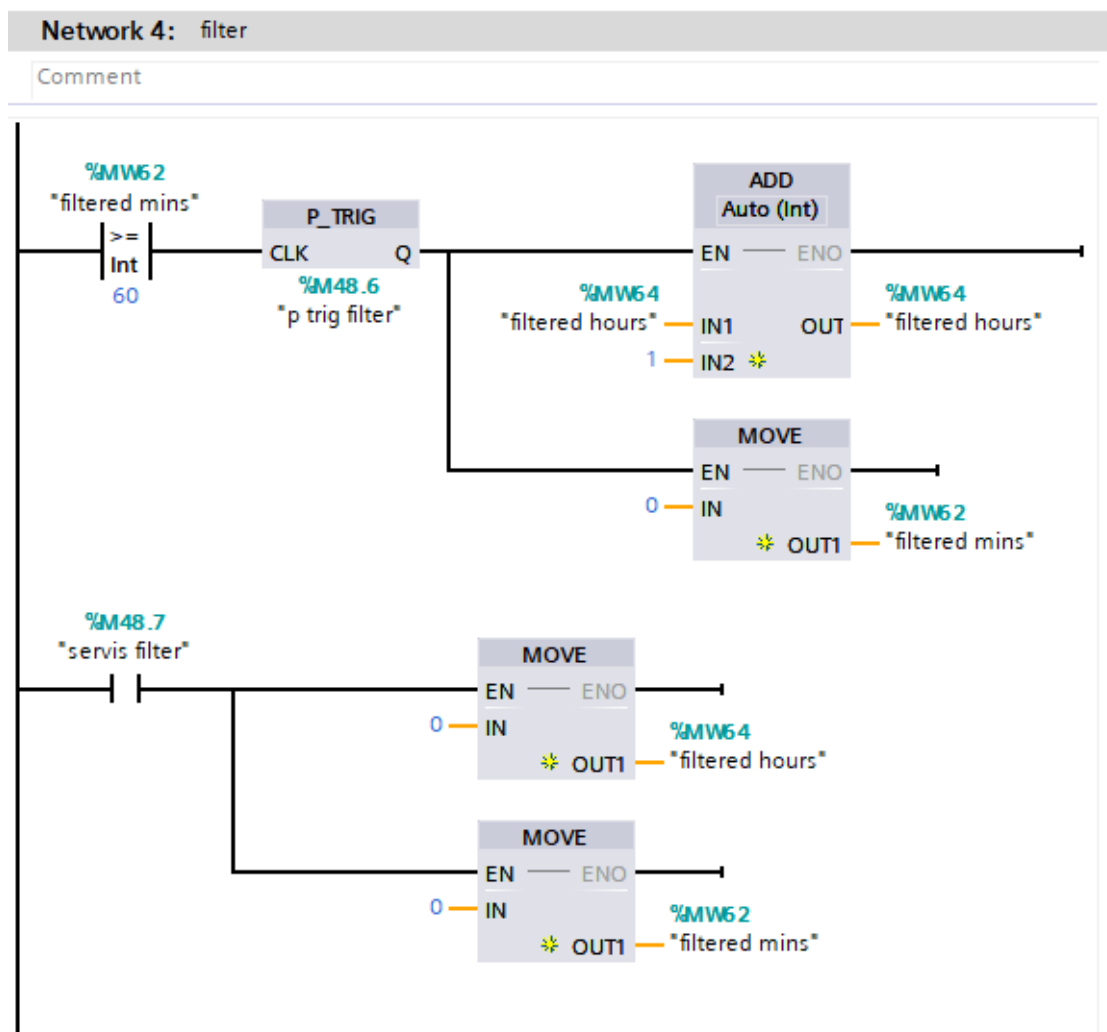 Network 4: filter
Comment
%MW62
"filtered mins"
>=
Int
60
P_TRIG
CLK Q
%M48.6
"p trig filter"
ADD
Auto (Int)
EN ENO
%MW64
"filtered hours"
IN1 OUT
%MW64
"filtered hours"
1 IN2
MOVE
EN ENO
0 IN
OUT1
%MW62
"filtered mins"
%M48.7
"servis filter"
MOVE
EN ENO
0 IN
OUT1
%MW64
"filtered hours"
MOVE
EN ENO
0 IN
OUT1
%MW62
"filtered mins"